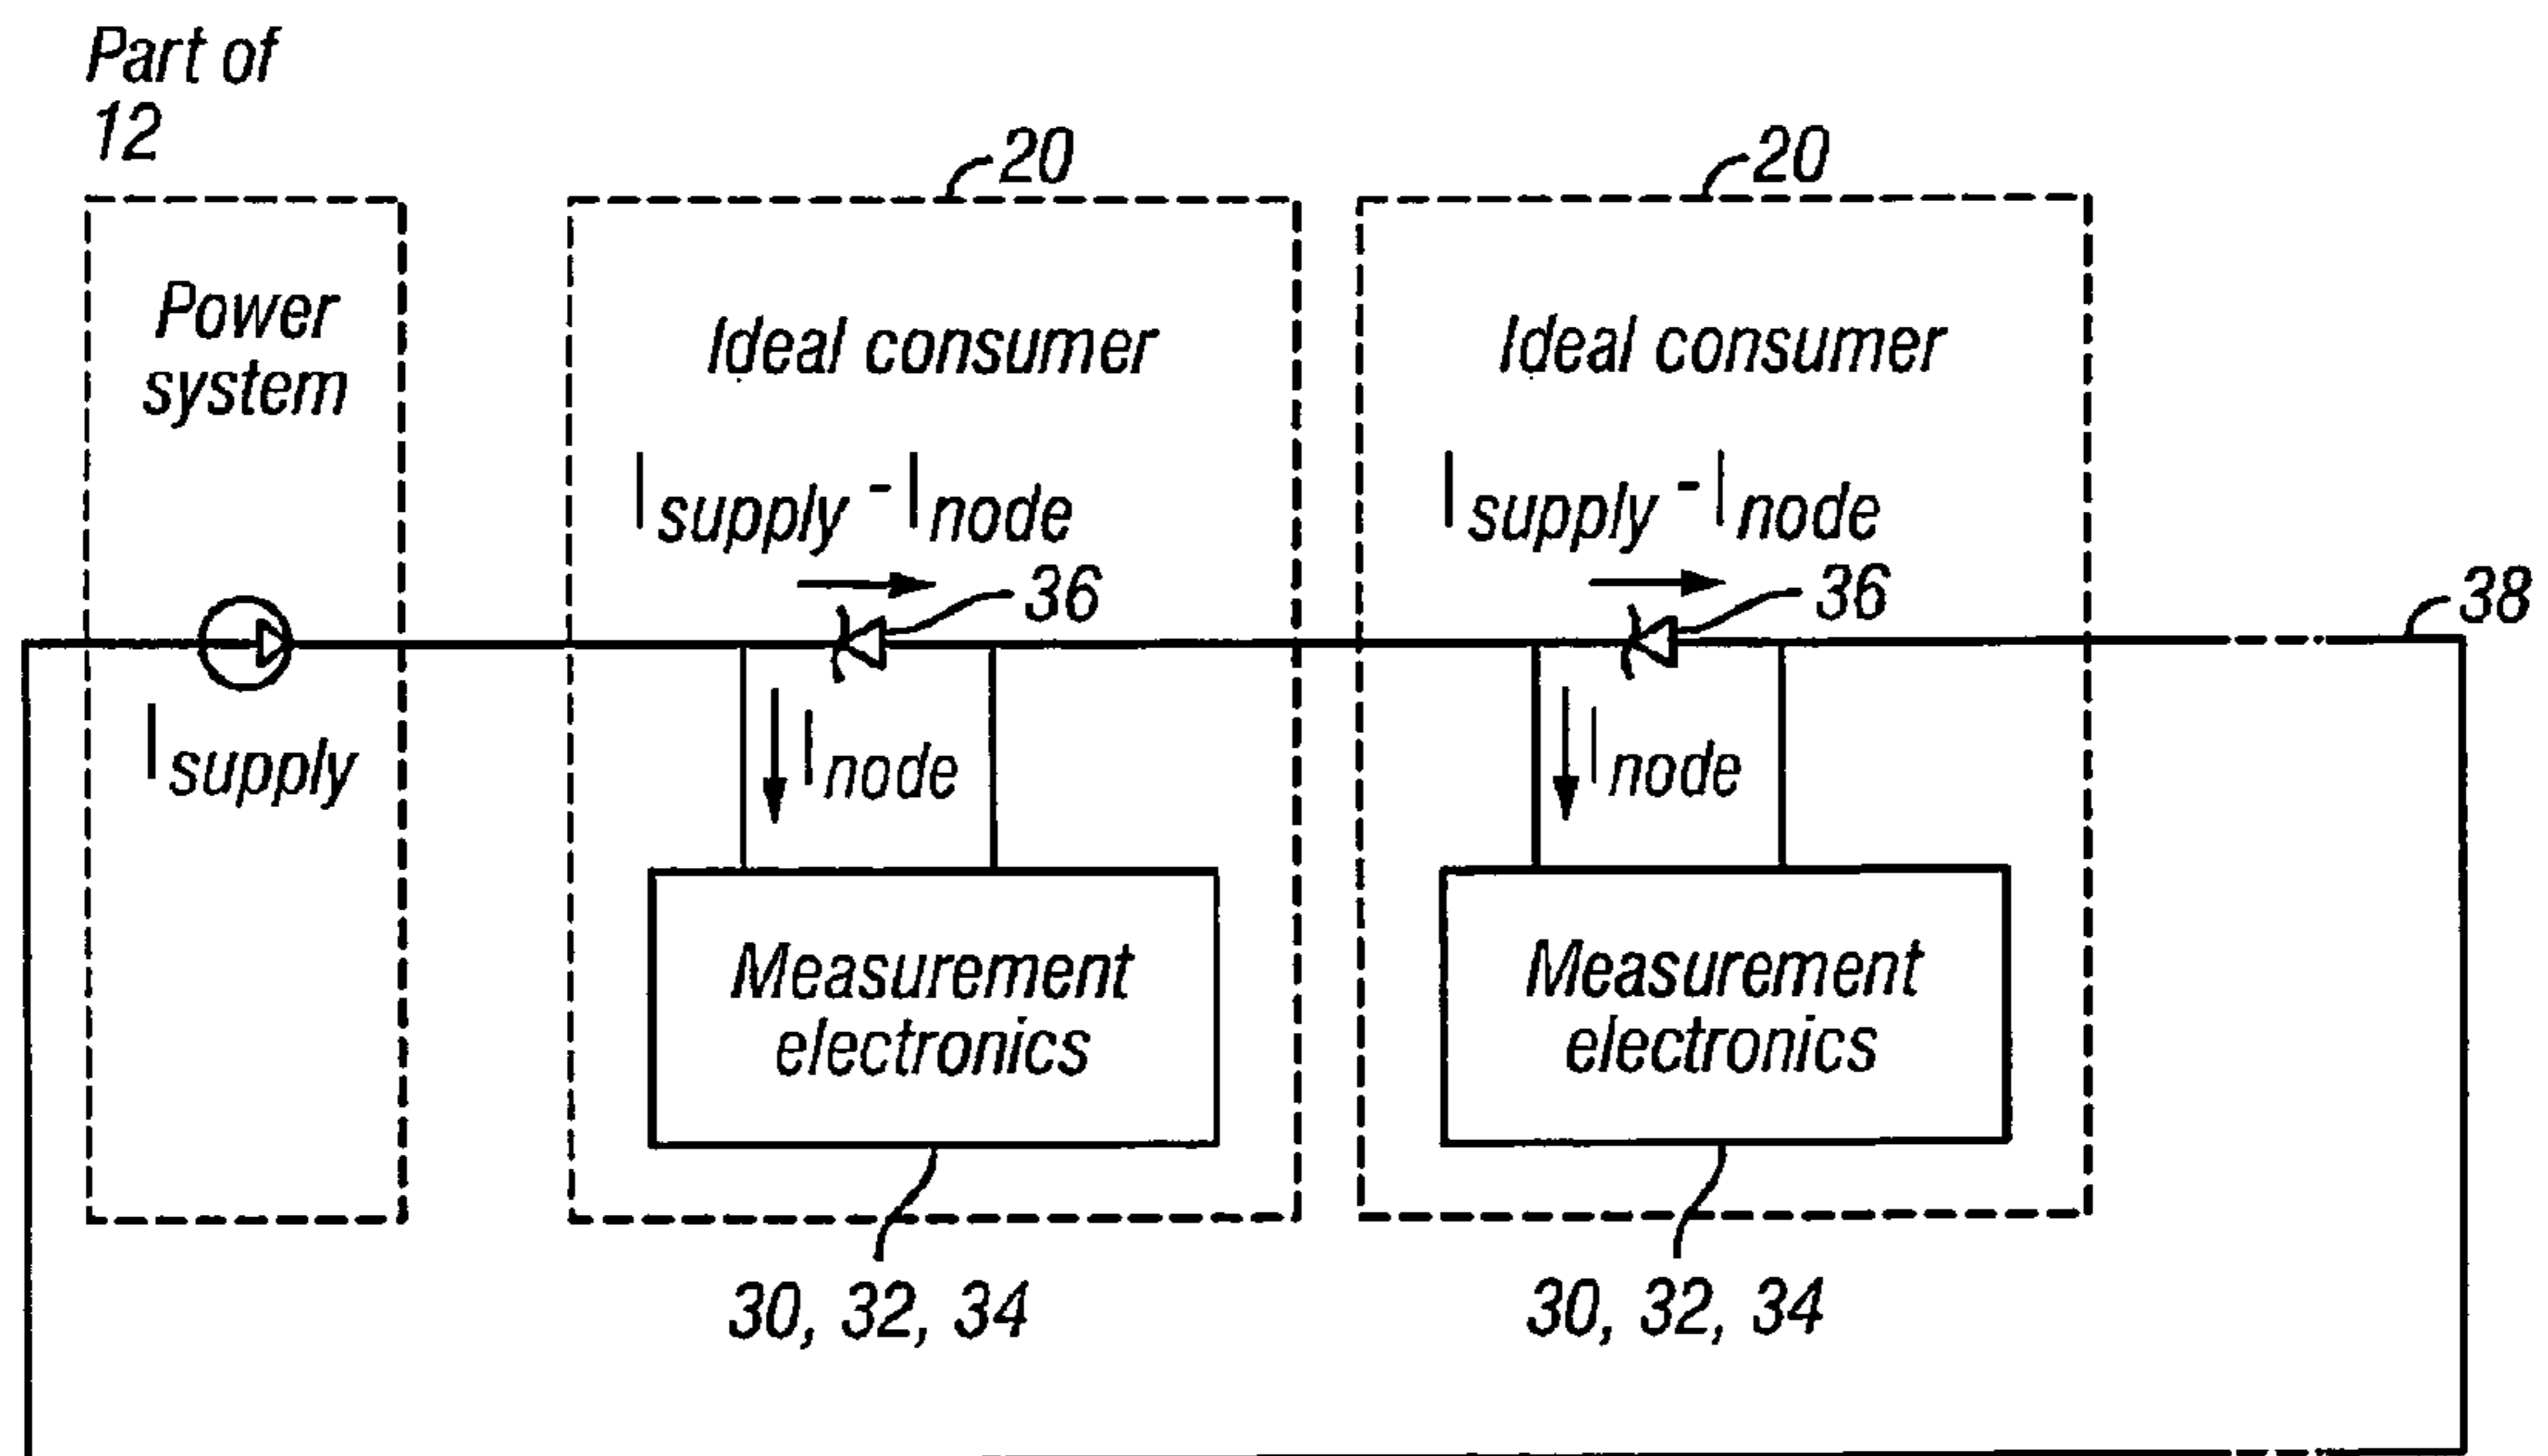 Part of
12
20
20
Power
system
Ideal consumer
Ideal consumer
Isupply - Inode
Isupply - Inode
36
36
38
Isupply
Inode
Inode
Measurement
electronics
Measurement
electronics
30, 32, 34
30, 32, 34